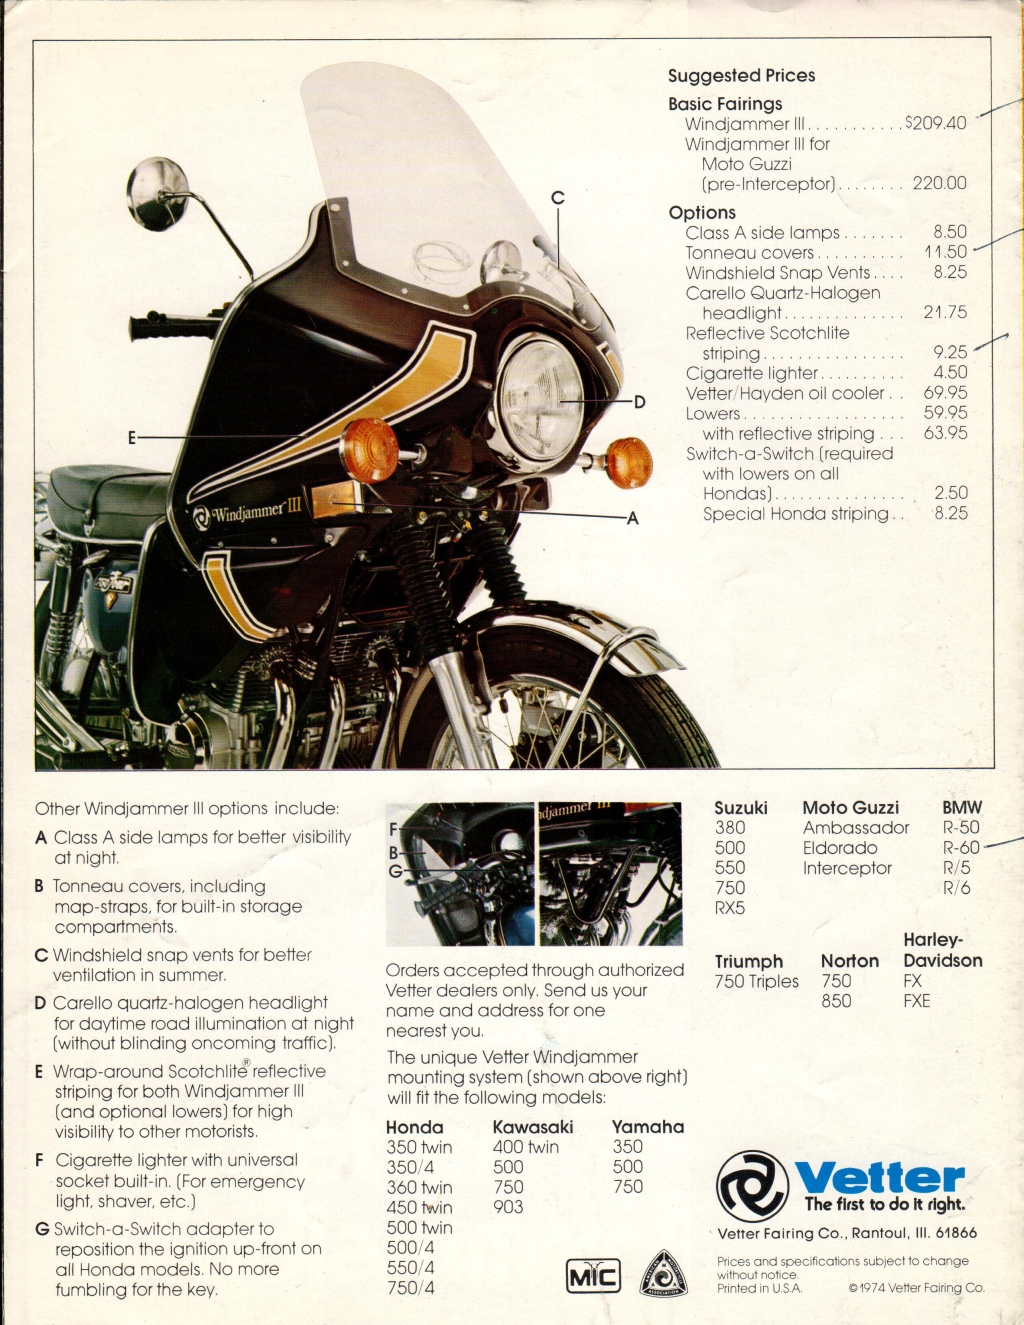 Suggested Prices
Basic Fairings
Windjammer III . . . . . . . . . . . $209.40
Windjammer III for
Moto Guzzi
(pre-Interceptor) . . . . . . . . 220.00
Options
Class A side lamps . . . . . . . 8.50
Tonneau covers . . . . . . . . . . 11.50
Windshield Snap Vents . . . . 8.25
Carello Quartz-Halogen
headlight . . . . . . . . . . . . . . 21.75
Reflective Scotchlite
striping . . . . . . . . . . . . . . . . 9.25
Cigarette lighter . . . . . . . . . . 4.50
Vetter/Hayden oil cooler . . 69.95
Lowers . . . . . . . . . . . . . . . . . . 59.95
with reflective striping . . . 63.95
Switch-a-Switch (required
with lowers on all
Hondas) . . . . . . . . . . . . . . . 2.50
Special Honda striping . . 8.25
C
D
E
A
Windjammer III
Other Windjammer III options include:
A Class A side lamps for better visibility
at night.
B Tonneau covers, including
map-straps, for built-in storage
compartments.
C Windshield snap vents for better
ventilation in summer.
D Carello quartz-halogen headlight
for daytime road illumination at night
(without blinding oncoming traffic).
E Wrap-around Scotchlite® reflective
striping for both Windjammer III
(and optional lowers) for high
visibility to other motorists.
F Cigarette lighter with universal
socket built-in. (For emergency
light, shaver, etc.)
G Switch-a-Switch adapter to
reposition the ignition up-front on
all Honda models. No more
fumbling for the key.
F
B
G
djammer III
Orders accepted through authorized
Vetter dealers only. Send us your
name and address for one
nearest you.
The unique Vetter Windjammer
mounting system (shown above right)
will fit the following models:
Honda Kawasaki Yamaha
350 twin 400 twin 350
350/4 500 500
360 twin 750 750
450 twin 903
500 twin
500/4
550/4
750/4
Suzuki Moto Guzzi BMW
380 Ambassador R-50
500 Eldorado R-60
550 Interceptor R/5
750 R/6
RX5
Harley-
Triumph Norton Davidson
750 Triples 750 FX
850 FXE
Vetter
The first to do it right.
Vetter Fairing Co., Rantoul, Ill. 61866
MIC
Prices and specifications subject to change
without notice.
Printed in U.S.A. ©1974 Vetter Fairing Co.